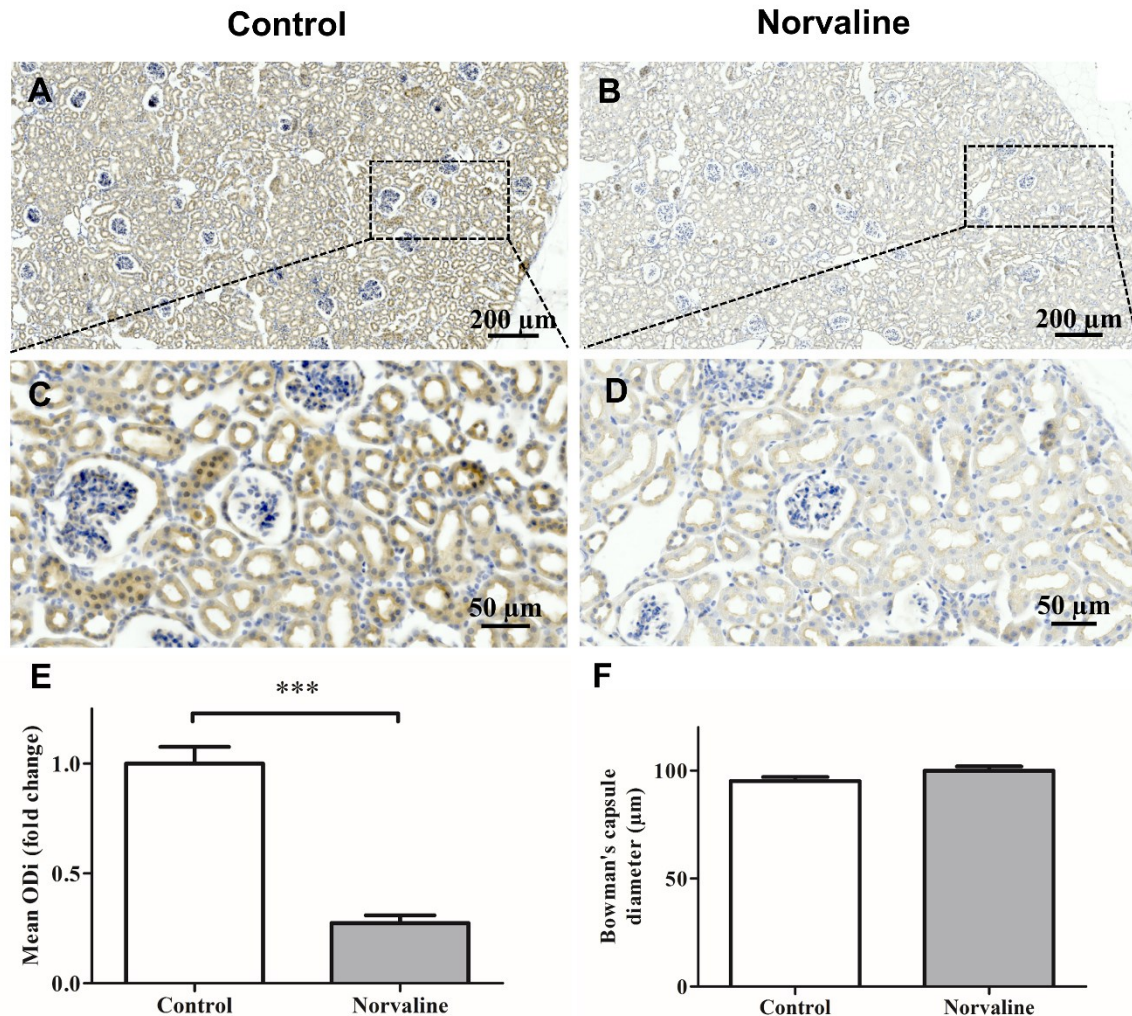 Control Norvaline
A B
200 µm 200 µm
C D
50 µm 50 µm
E
***
Mean ODi (fold change)
1.0
0.5
0.0
Control Norvaline
F
Bowman's capsule
diameter (µm)
100
50
0
Control Norvaline